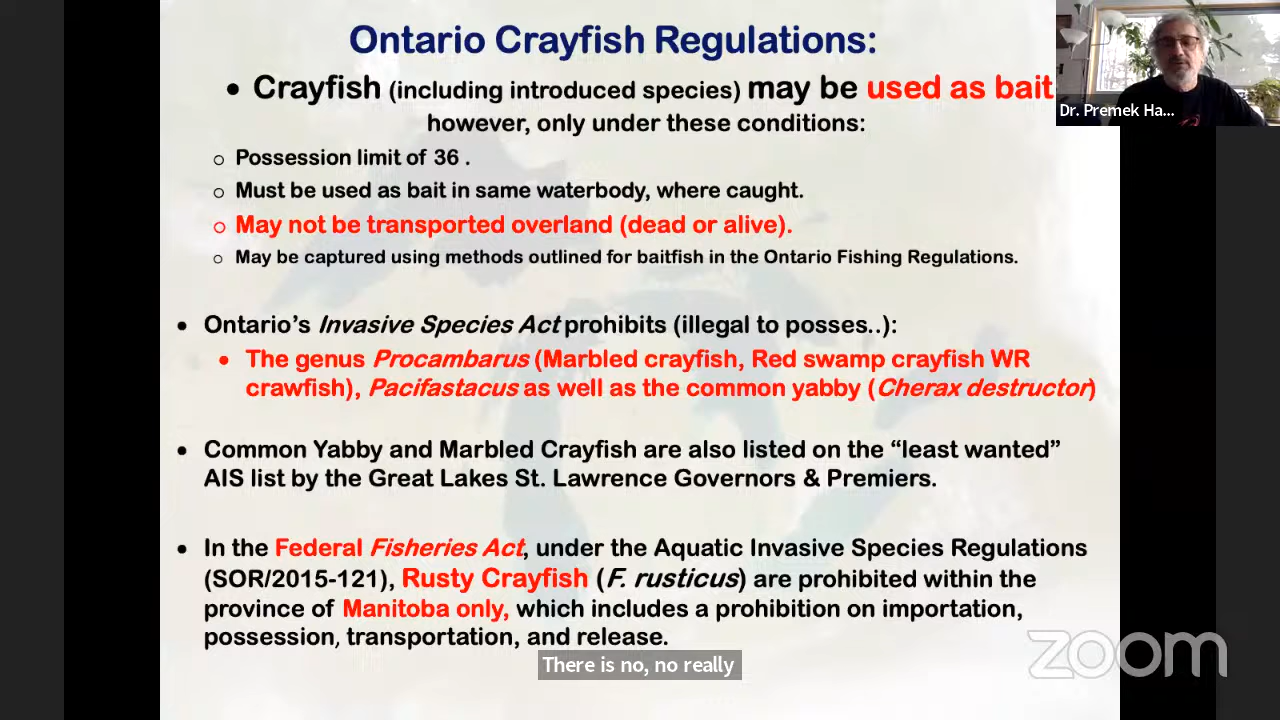 Ontario Crayfish Regulations:
• Crayfish (including introduced species) may be used as bait
however, only under these conditions:
Dr. Premek Ha...
o Possession limit of 36 .
o Must be used as bait in same waterbody, where caught.
o May not be transported overland (dead or alive).
o May be captured using methods outlined for baitfish in the Ontario Fishing Regulations.
• Ontario's Invasive Species Act prohibits (illegal to posses..):
• The genus Procambarus (Marbled crayfish, Red swamp crayfish WR
crawfish), Pacifastacus as well as the common yabby (Cherax destructor)
• Common Yabby and Marbled Crayfish are also listed on the “least wanted”
AIS list by the Great Lakes St. Lawrence Governors & Premiers.
• In the Federal Fisheries Act, under the Aquatic Invasive Species Regulations
(SOR/2015-121), Rusty Crayfish (F. rusticus) are prohibited within the
province of Manitoba only, which includes a prohibition on importation,
possession, transportation, and release.
zoom
There is no, no really